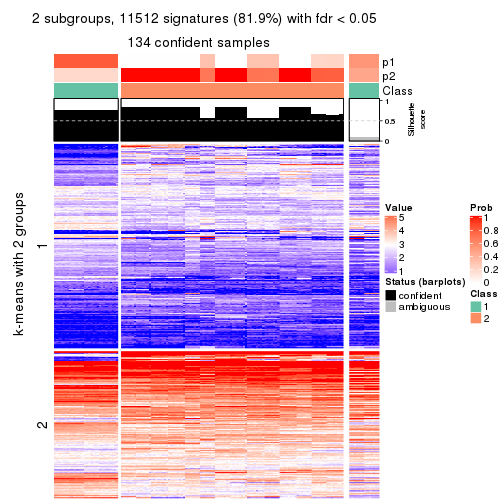 2 subgroups, 11512 signatures (81.9%) with fdr < 0.05
134 confident samples
p1
p2
Class
1
0.5
0
Silhouette
score
k-means with 2 groups
1
2
Value
5
4
3
2
1
Status (barplots)
confident
ambiguous
Prob
1
0.8
0.6
0.4
0.2
0
Class
1
2